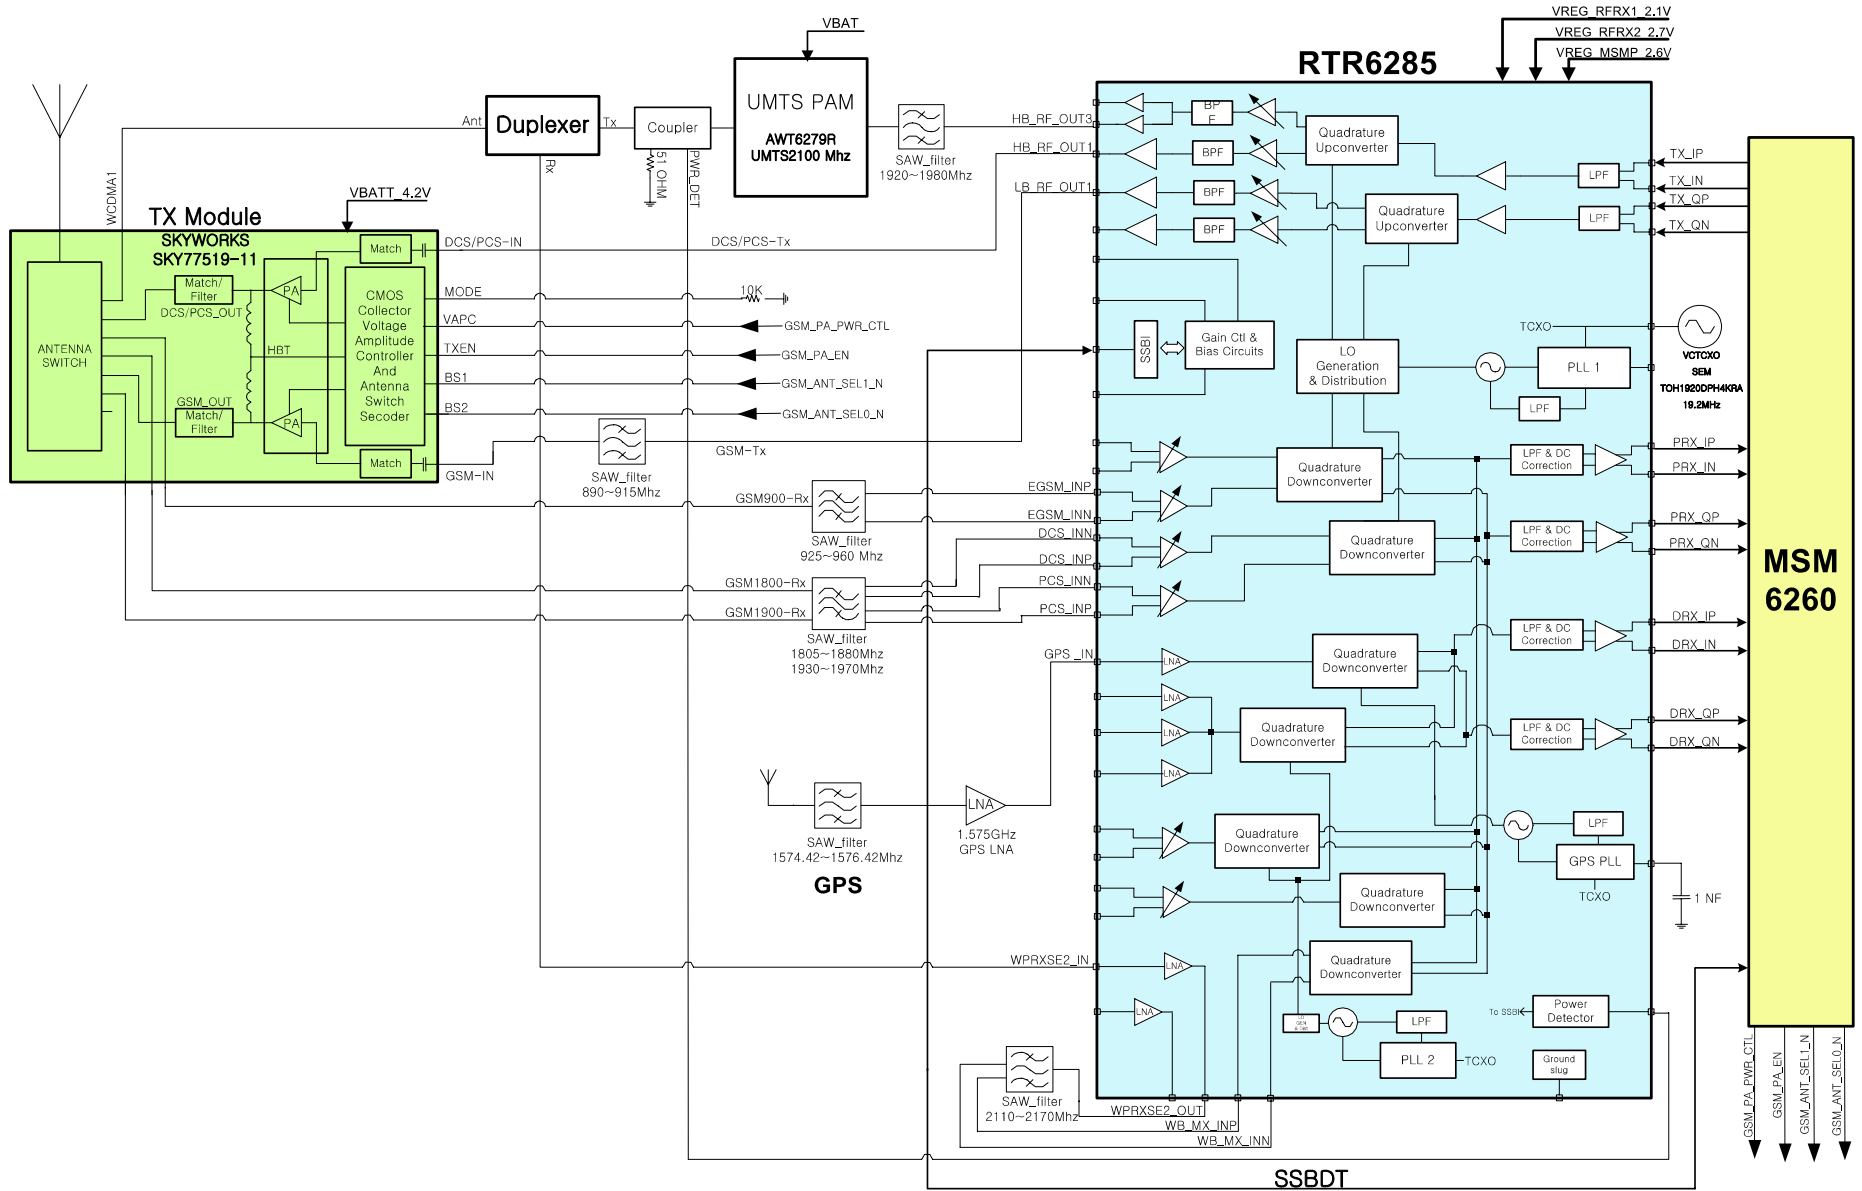 VREG_RFRX1_2.1V
VREG_RFRX2_2.7V
VREG_MSMP_2.6V
RTR6285
VBAT
UMTS PAM
AWT6279R
UMTS2100 Mhz
Ant
Duplexer
Tx
Rx
Coupler
51 OHM
PWR_DET
SAW_filter
1920~1980Mhz
HB_RF_OUT3
HB_RF_OUT1
LB_RF_OUT1
WCDMA1
VBATT_4.2V
TX Module
SKYWORKS
SKY77519-11
ANTENNA
SWITCH
Match/
Filter
DCS/PCS_OUT
PA
HBT
GSM_OUT
Match/
Filter
PA
Match
CMOS
Collector
Voltage
Amplitude
Controller
And
Antenna
Switch
Secoder
Match
DCS/PCS-IN
DCS/PCS-Tx
MODE
10K
VAPC
GSM_PA_PWR_CTL
TXEN
GSM_PA_EN
BS1
GSM_ANT_SEL1_N
BS2
GSM_ANT_SEL0_N
GSM-IN
GSM-Tx
SAW_filter
890~915Mhz
GSM900-Rx
SAW_filter
925~960 Mhz
GSM1800-Rx
GSM1900-Rx
SAW_filter
1805~1880Mhz
1930~1970Mhz
EGSM_INP
EGSM_INN
DCS_INN
DCS_INP
PCS_INN
PCS_INP
GPS _IN
SAW_filter
1574.42~1576.42Mhz
GPS
LNA
1.575GHz
GPS LNA
WPRXSE2_IN
SAW_filter
2110~2170Mhz
WPRXSE2_OUT
WB_MX_INP
WB_MX_INN
SSBDT
BP
F
BPF
BPF
BPF
Quadrature
Upconverter
Quadrature
Upconverter
LPF
LPF
TX_IP
TX_IN
TX_QP
TX_QN
SSBI
Gain Ctl &
Bias Circuits
LO
Generation
& Distribution
TCXO
PLL 1
LPF
VCTCXO
SEM
TOH1920DPH4KRA
19.2MHz
Quadrature
Downconverter
Quadrature
Downconverter
LPF & DC
Correction
LPF & DC
Correction
LPF & DC
Correction
LPF & DC
Correction
PRX_IP
PRX_IN
PRX_QP
PRX_QN
DRX_IP
DRX_IN
DRX_QP
DRX_QN
MSM
6260
LNA
LNA
LNA
LNA
Quadrature
Downconverter
Quadrature
Downconverter
Quadrature
Downconverter
Quadrature
Downconverter
Quadrature
Downconverter
LPF
GPS PLL
TCXO
1 NF
LNA
LNA
LO
GEN
& Dist
LPF
PLL 2
TCXO
To SSBI
Power
Detector
Ground
slug
GSM_PA_PWR_CTL
GSM_PA_EN
GSM_ANT_SEL1_N
GSM_ANT_SEL0_N